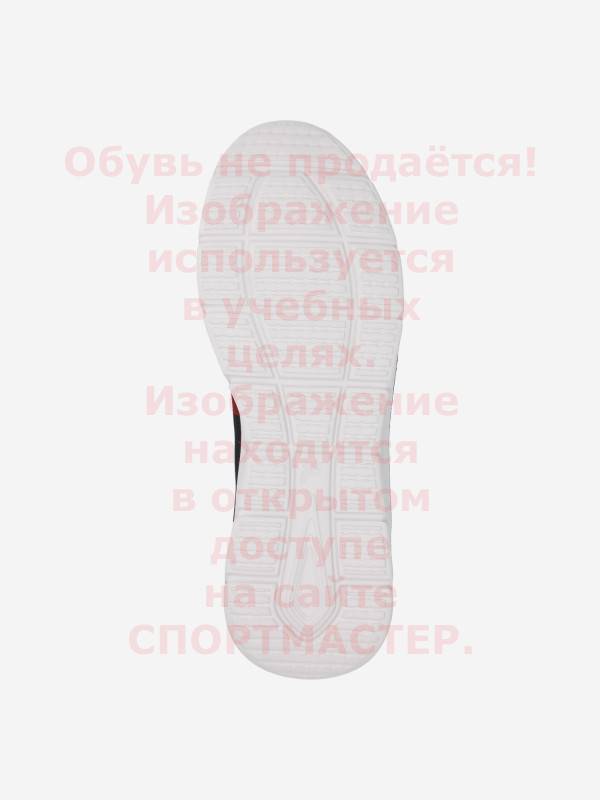 Обувь не продаётся!
Изображение
используется
в учебных
целях.
Изображение
находится
в открытом
доступе
на сайте
СПОРТМАСТЕР.